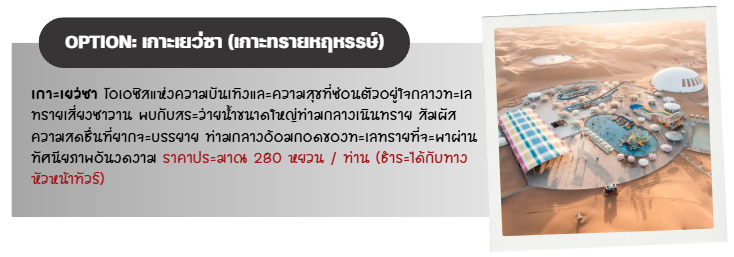 OPTION: เกาะเยว่ซา (เกาะทรายหฤหรรษ์)
เกาะเยว่ซา โอเอซิสแห่งความบันเทิงและความสุขที่ซ่อนตัวอยู่ใจกลางทะเล
ทรายเสี่ยงซาวาน พบกับสระว่ายน้ำขนาดใหญ่ท่ามกลางเนินทราย สัมผัส
ความสดชื่นที่ยากจะบรรยาย ท่ามกลางอ้อมกอดของทะเลทรายที่จะพาผ่าน
ทัศนียภาพอันงดงาม ราคาประมาณ 280 หยวน / ท่าน (ชำระได้กับทาง
หัวหน้าทัวร์)